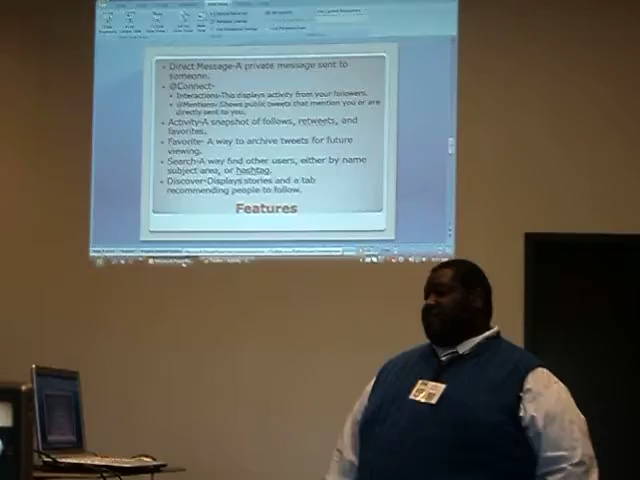 • Direct Message-A private message sent to
someone.
• @Connect-
• Interactions-This displays activity from your followers.
• @Mentions- Shows public tweets that mention you or are
directly sent to you.
• Activity-A snapshot of follows, retweets, and
favorites.
• Favorite- A way to archive tweets for future
viewing.
• Search-A way find other users, either by name
subject area, or hashtag.
• Discover-Displays stories and a tab
recommending people to follow.
Features